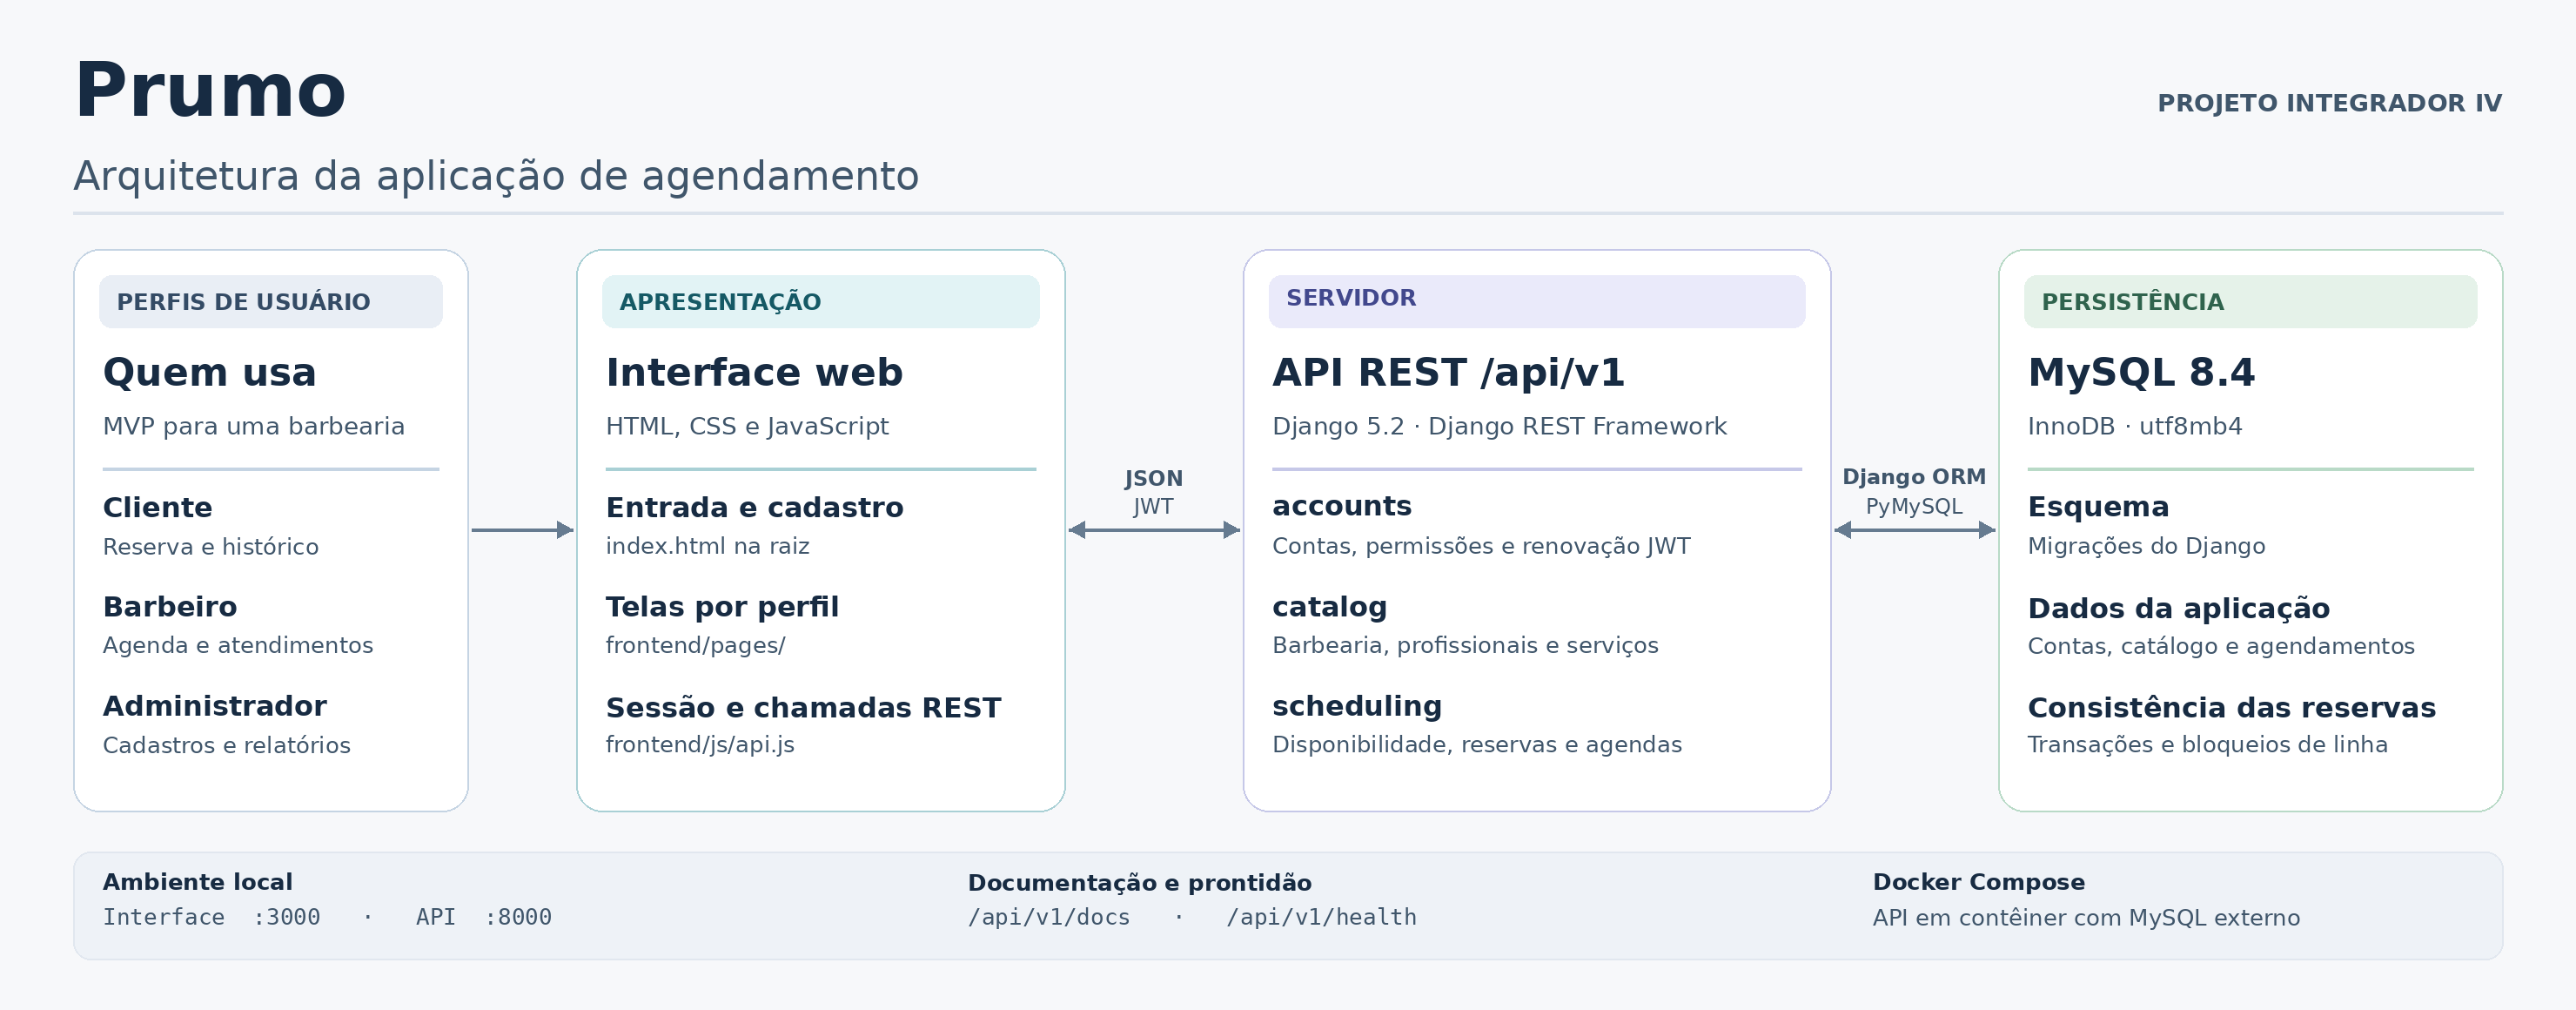 Prumo
PROJETO INTEGRADOR IV
Arquitetura da aplicação de agendamento
PERFIS DE USUÁRIO
Quem usa
MVP para uma barbearia
Cliente
Reserva e histórico
Barbeiro
Agenda e atendimentos
Administrador
Cadastros e relatórios
APRESENTAÇÃO
Interface web
HTML, CSS e JavaScript
Entrada e cadastro
index.html na raiz
Telas por perfil
frontend/pages/
Sessão e chamadas REST
frontend/js/api.js
JSON
JWT
SERVIDOR
API REST /api/v1
Django 5.2 · Django REST Framework
accounts
Contas, permissões e renovação JWT
catalog
Barbearia, profissionais e serviços
scheduling
Disponibilidade, reservas e agendas
Django ORM
PyMySQL
PERSISTÊNCIA
MySQL 8.4
InnoDB · utf8mb4
Esquema
Migrações do Django
Dados da aplicação
Contas, catálogo e agendamentos
Consistência das reservas
Transações e bloqueios de linha
Ambiente local
Interface :3000 · API :8000
Documentação e prontidão
/api/v1/docs · /api/v1/health
Docker Compose
API em contêiner com MySQL externo